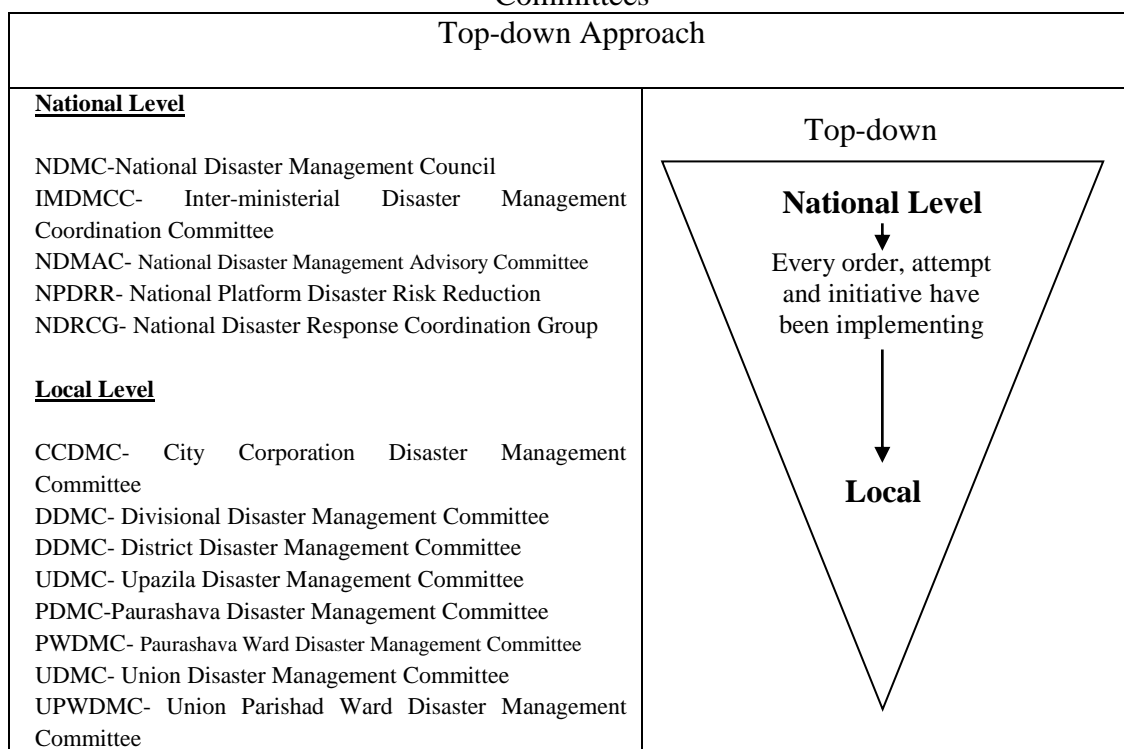 Committees
Top-down Approach
National Level
NDMC-National Disaster Management Council
IMDMCC- Inter-ministerial Disaster Management
Coordination Committee
NDMAC- National Disaster Management Advisory Committee
NPDRR- National Platform Disaster Risk Reduction
NDRCG- National Disaster Response Coordination Group
Local Level
CCDMC- City Corporation Disaster Management
Committee
DDMC- Divisional Disaster Management Committee
DDMC- District Disaster Management Committee
UDMC- Upazila Disaster Management Committee
PDMC-Paurashava Disaster Management Committee
PWDMC- Paurashava Ward Disaster Management Committee
UDMC- Union Disaster Management Committee
UPWDMC- Union Parishad Ward Disaster Management
Committee
Top-down
National Level
Every order, attempt
and initiative have
been implementing
Local